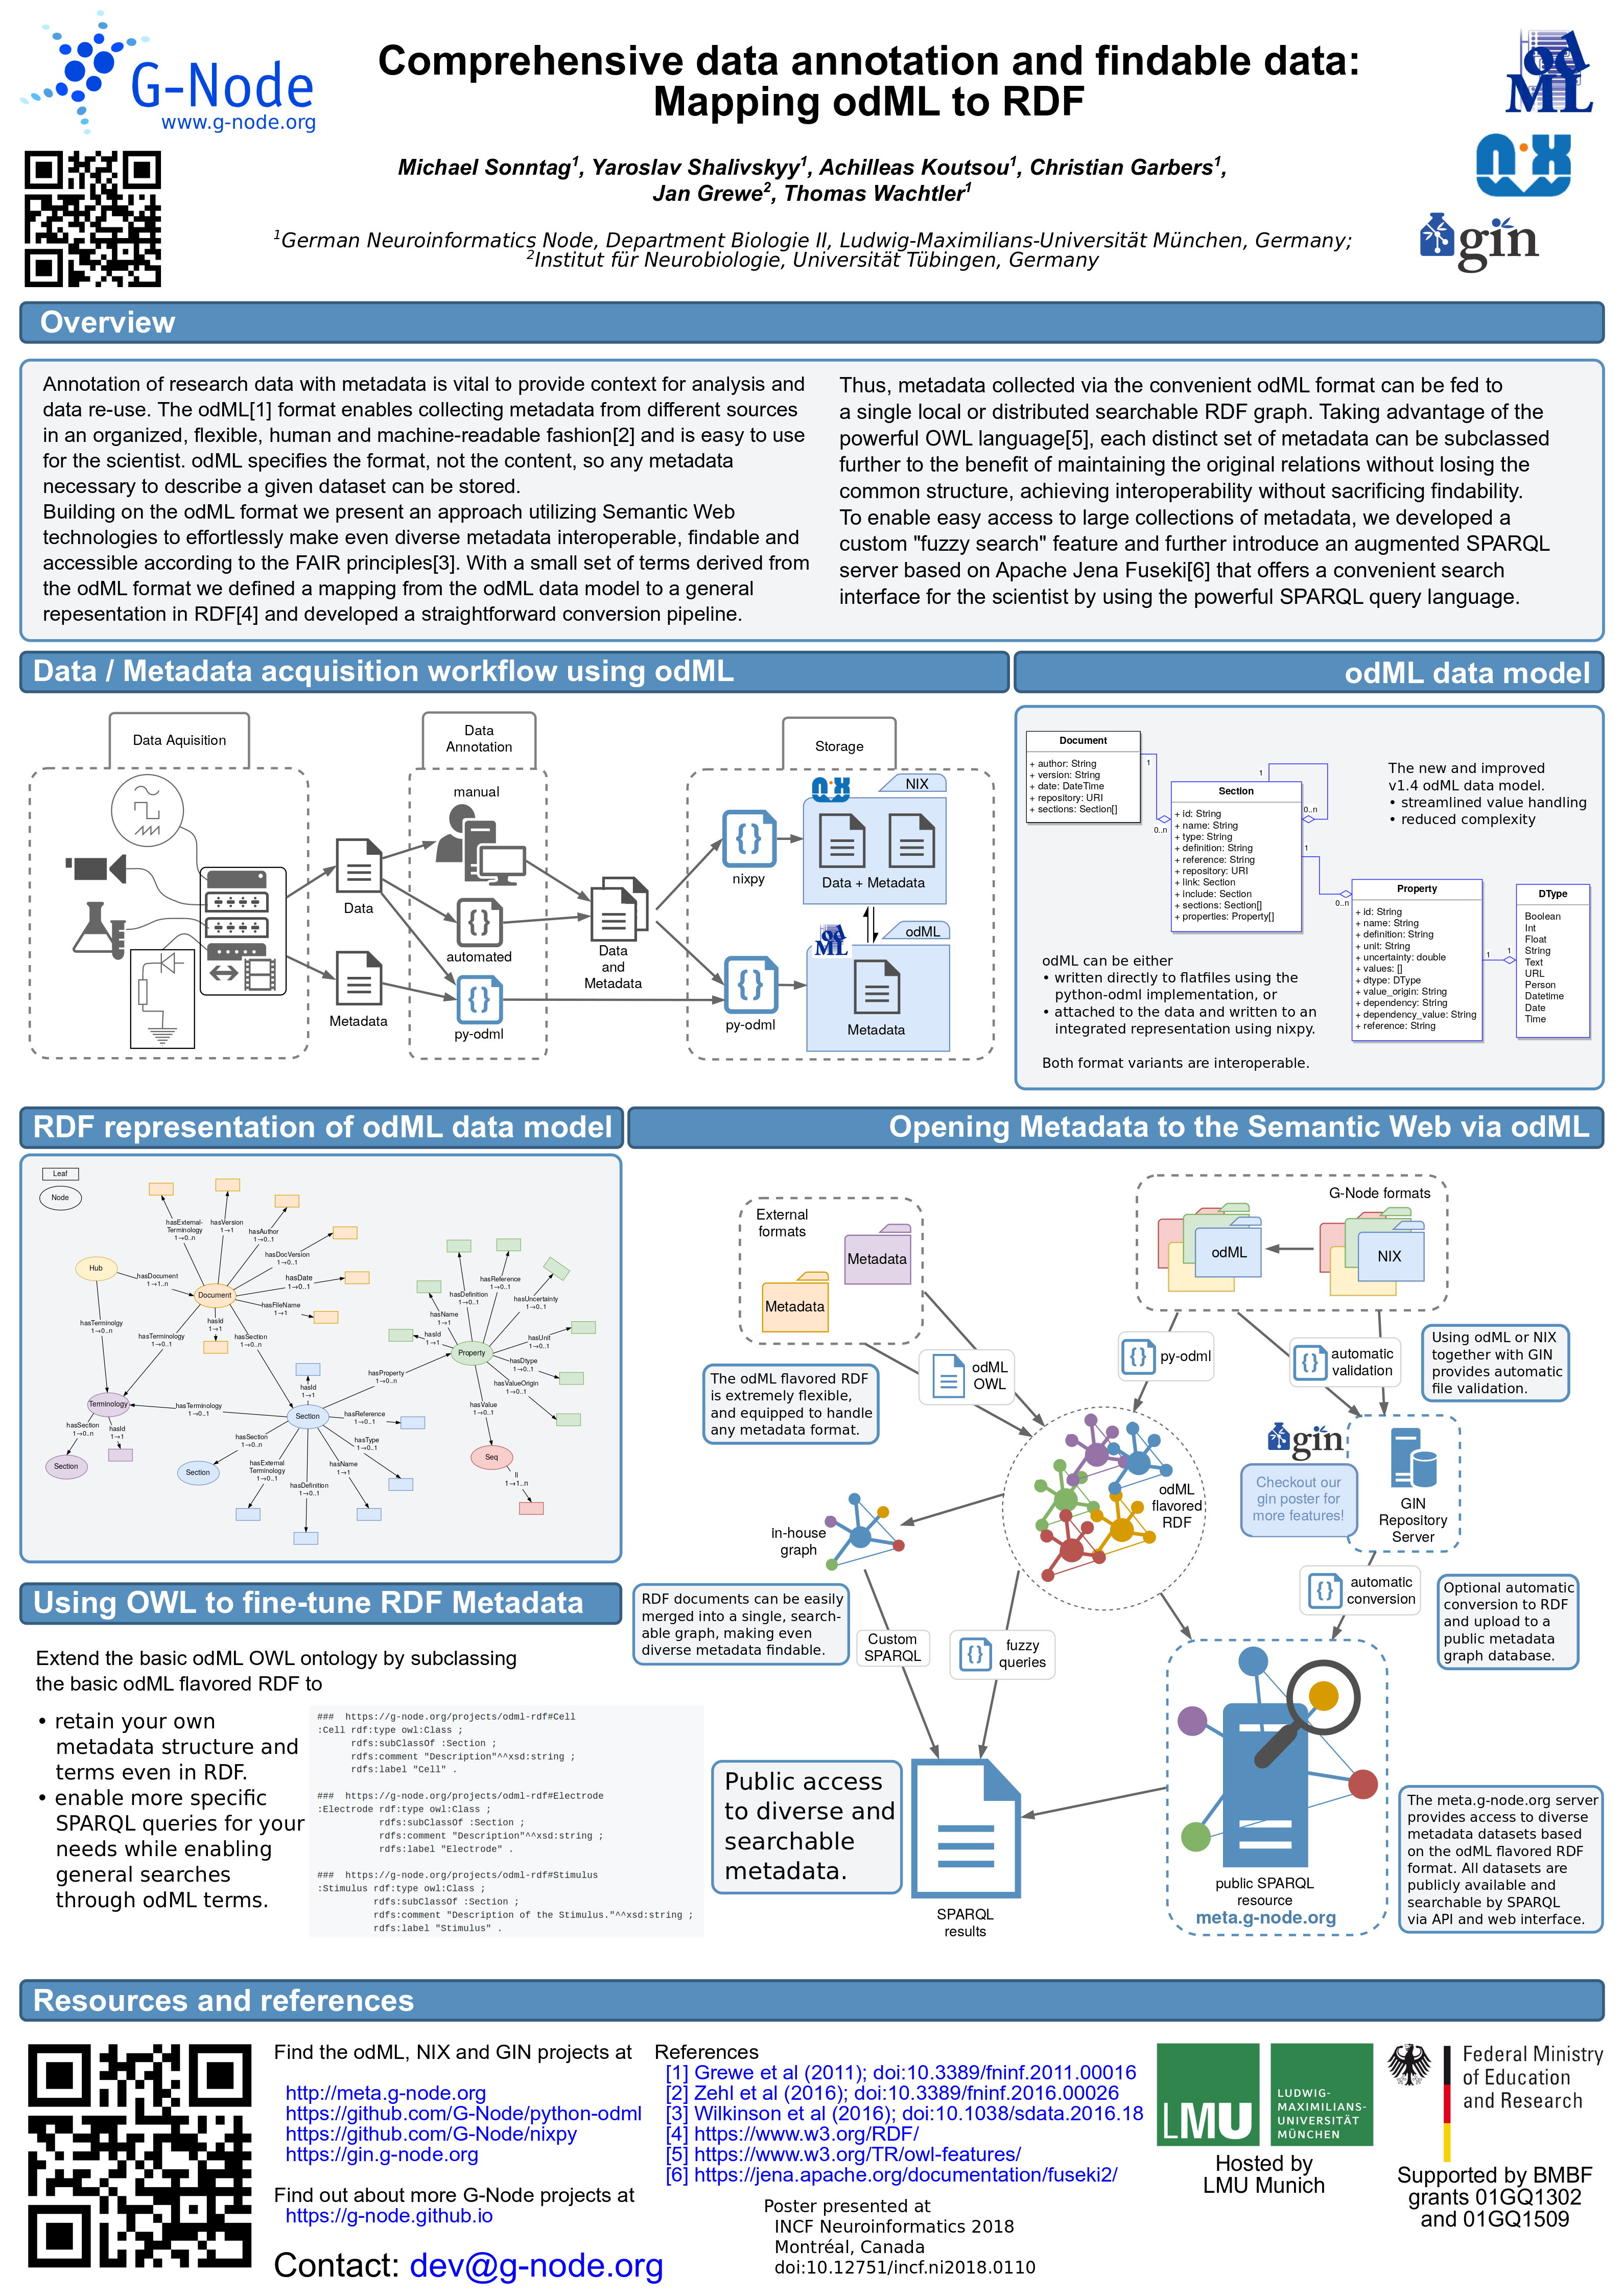 G-Node
www.g-node.org
Comprehensive data annotation and findable data:
Mapping odML to RDF
odML
nix
gin
Michael Sonntag1, Yaroslav Shalivskyy1, Achilleas Koutsou1, Christian Garbers1,
Jan Grewe2, Thomas Wachtler1
1German Neuroinformatics Node, Department Biologie II, Ludwig-Maximilians-Universität München, Germany;
2Institut für Neurobiologie, Universität Tübingen, Germany
Overview
Annotation of research data with metadata is vital to provide context for analysis and
data re-use. The odML[1] format enables collecting metadata from different sources
in an organized, flexible, human and machine-readable fashion[2] and is easy to use
for the scientist. odML specifies the format, not the content, so any metadata
necessary to describe a given dataset can be stored.
Building on the odML format we present an approach utilizing Semantic Web
technologies to effortlessly make even diverse metadata interoperable, findable and
accessible according to the FAIR principles[3]. With a small set of terms derived from
the odML format we defined a mapping from the odML data model to a general
repesentation in RDF[4] and developed a straightforward conversion pipeline.
Thus, metadata collected via the convenient odML format can be fed to
a single local or distributed searchable RDF graph. Taking advantage of the
powerful OWL language[5], each distinct set of metadata can be subclassed
further to the benefit of maintaining the original relations without losing the
common structure, achieving interoperability without sacrificing findability.
To enable easy access to large collections of metadata, we developed a
custom "fuzzy search" feature and further introduce an augmented SPARQL
server based on Apache Jena Fuseki[6] that offers a convenient search
interface for the scientist by using the powerful SPARQL query language.
Data / Metadata acquisition workflow using odML
Data Aquisition
Data
Annotation
Storage
manual
automated
py-odml
Data
Metadata
Data
and
Metadata
nixpy
py-odml
nix
NIX
Data + Metadata
odML
odML
Metadata
odML data model
Document
+ author: String
+ version: String
+ date: DateTime
+ repository: URI
+ sections: Section[]
1
0..n
Section
+ id: String
+ name: String
+ type: String
+ definition: String
+ reference: String
+ repository: URI
+ link: Section
+ include: Section
+ sections: Section[]
+ properties: Property[]
1
0..n
1
0..n
The new and improved
v1.4 odML data model.
• streamlined value handling
• reduced complexity
Property
+ id: String
+ name: String
+ definition: String
+ unit: String
+ uncertainty: double
+ values: []
+ dtype: DType
+ value_origin: String
+ dependency: String
+ dependency_value: String
+ reference: String
1
1
DType
Boolean
Int
Float
String
Text
URL
Person
Datetime
Date
Time
odML can be either
• written directly to flatfiles using the
python-odml implementation, or
• attached to the data and written to an
integrated representation using nixpy.
Both format variants are interoperable.
RDF representation of odML data model
Leaf
Node
Hub
hasDocument
1→1..n
hasTerminolgy
1→0..n
hasExternal-
Terminology
1→0..n
hasVersion
1→1
hasAuthor
1→0..1
hasDocVersion
1→0..1
hasDate
1→0..1
hasFileName
1→1
Document
hasId
1→1
hasTerminology
1→0..1
hasSection
1→0..n
Terminology
hasSection
1→0..n
hasId
1→1
Section
hasTerminology
1→0..1
hasId
1→1
Section
hasReference
1→0..1
hasType
1→0..1
hasName
1→1
hasDefinition
1→0..1
hasExternal
Terminology
1→0..1
hasSection
1→0..n
Section
hasProperty
1→0..n
Property
hasId
1→1
hasName
1→1
hasDefinition
1→0..1
hasReference
1→0..1
hasUncertainty
1→0..1
hasUnit
1→0..1
hasDtype
1→0..1
hasValueOrigin
1→0..1
hasValue
1→0..1
Seq
li
1→1..n
Opening Metadata to the Semantic Web via odML
External
formats
Metadata
Metadata
G-Node formats
odML
NIX
odML
OWL
py-odml
automatic
validation
Using odML or NIX
together with GIN
provides automatic
file validation.
The odML flavored RDF
is extremely flexible,
and equipped to handle
any metadata format.
odML
flavored
RDF
gin
Checkout our
gin poster for
more features!
GIN
Repository
Server
in-house
graph
RDF documents can be easily
merged into a single, search-
able graph, making even
diverse metadata findable.
Custom
SPARQL
fuzzy
queries
automatic
conversion
Optional automatic
conversion to RDF
and upload to a
public metadata
graph database.
Public access
to diverse and
searchable
metadata.
SPARQL
results
public SPARQL
resource
meta.g-node.org
The meta.g-node.org server
provides access to diverse
metadata datasets based
on the odML flavored RDF
format. All datasets are
publicly available and
searchable by SPARQL
via API and web interface.
Using OWL to fine-tune RDF Metadata
Extend the basic odML OWL ontology by subclassing
the basic odML flavored RDF to
• retain your own
metadata structure and
terms even in RDF.
• enable more specific
SPARQL queries for your
needs while enabling
general searches
through odML terms.
### https://g-node.org/projects/odml-rdf#Cell
:Cell rdf:type owl:Class ;
rdfs:subClassOf :Section ;
rdfs:comment "Description"^^xsd:string ;
rdfs:label "Cell" .
### https://g-node.org/projects/odml-rdf#Electrode
:Electrode rdf:type owl:Class ;
rdfs:subClassOf :Section ;
rdfs:comment "Description"^^xsd:string ;
rdfs:label "Electrode" .
### https://g-node.org/projects/odml-rdf#Stimulus
:Stimulus rdf:type owl:Class ;
rdfs:subClassOf :Section ;
rdfs:comment "Description of the Stimulus."^^xsd:string ;
rdfs:label "Stimulus" .
Resources and references
Find the odML, NIX and GIN projects at
http://meta.g-node.org
https://github.com/G-Node/python-odml
https://github.com/G-Node/nixpy
https://gin.g-node.org
Find out about more G-Node projects at
https://g-node.github.io
Contact: dev@g-node.org
References
[1] Grewe et al (2011); doi:10.3389/fninf.2011.00016
[2] Zehl et al (2016); doi:10.3389/fninf.2016.00026
[3] Wilkinson et al (2016); doi:10.1038/sdata.2016.18
[4] https://www.w3.org/RDF/
[5] https://www.w3.org/TR/owl-features/
[6] https://jena.apache.org/documentation/fuseki2/
Poster presented at
INCF Neuroinformatics 2018
Montréal, Canada
doi:10.12751/incf.ni2018.0110
LMU
LUDWIG-
MAXIMILIANS-
UNIVERSITÄT
MÜNCHEN
Hosted by
LMU Munich
Federal Ministry
of Education
and Research
Supported by BMBF
grants 01GQ1302
and 01GQ1509